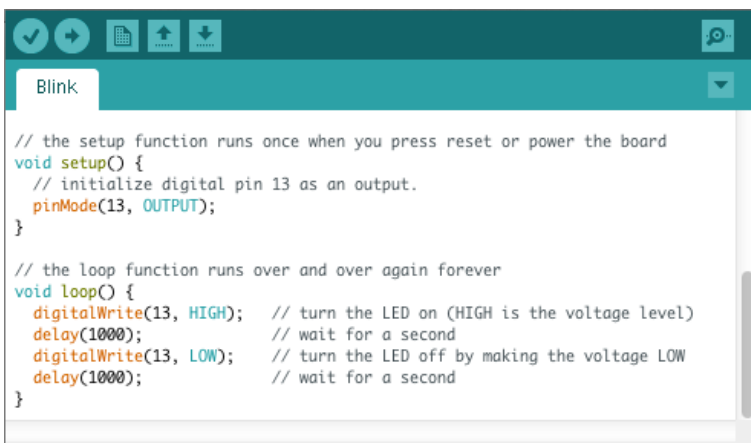 Blink
// the setup function runs once when you press reset or power the board
void setup() {
  // initialize digital pin 13 as an output.
  pinMode(13, OUTPUT);
}
// the loop function runs over and over again forever
void loop() {
  digitalWrite(13, HIGH);   // turn the LED on (HIGH is the voltage level)
  delay(1000);              // wait for a second
  digitalWrite(13, LOW);    // turn the LED off by making the voltage LOW
  delay(1000);              // wait for a second
}